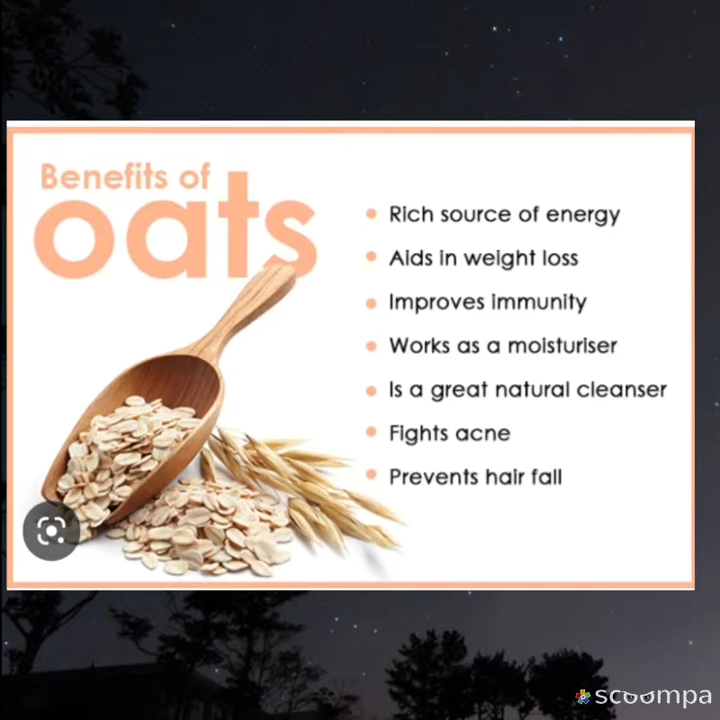 Benefits of
oats
Rich source of energy
Aids in weight loss
Improves immunity
Works as a moisturiser
Is a great natural cleanser
Fights acne
Prevents hair fall
scoompa